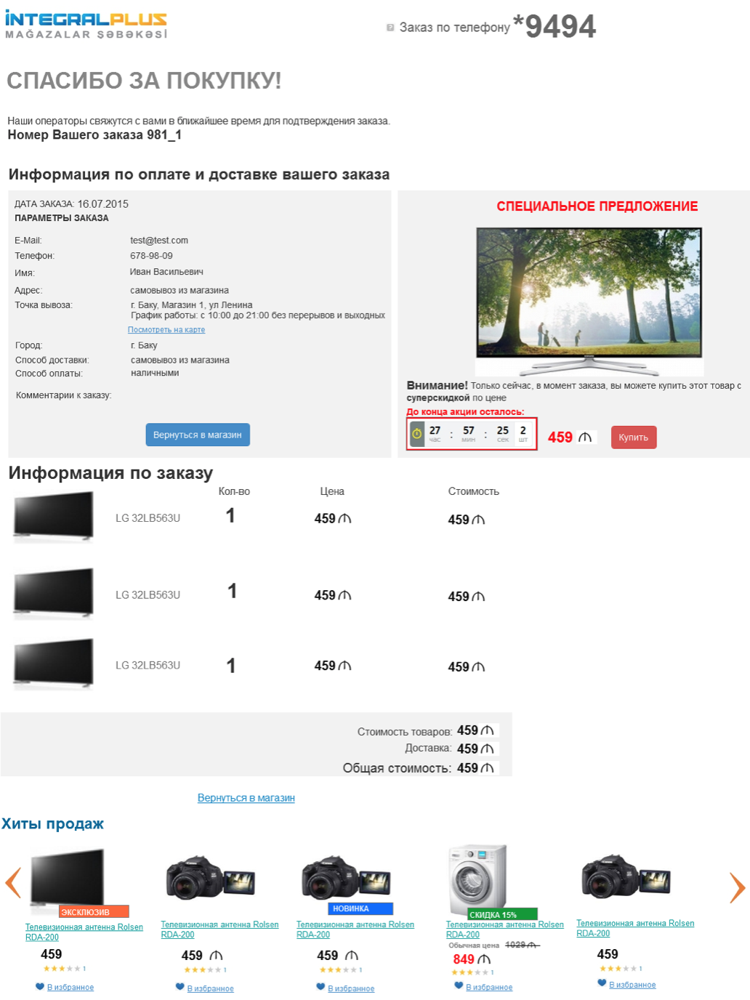 INTEGRALPLUS
MAĞAZALAR ŞƏBƏKƏSİ
Заказ по телефону *9494
СПАСИБО ЗА ПОКУПКУ!
Наши операторы свяжутся с вами в ближайшее время для подтверждения заказа.
Номер Вашего заказа 981_1
Информация по оплате и доставке вашего заказа
ДАТА ЗАКАЗА: 16.07.2015
ПАРАМЕТРЫ ЗАКАЗА
E-Mail: test@test.com
Телефон: 678-98-09
Имя: Иван Васильевич
Адрес: самовывоз из магазина
Точка вывоза: г. Баку, Магазин 1, ул Ленина
График работы: с 10:00 до 21:00 без перерывов и выходных
Посмотреть на карте
Город: г. Баку
Способ доставки: самовывоз из магазина
Способ оплаты: наличными
Комментарии к заказу:
Вернуться в магазин
СПЕЦИАЛЬНОЕ ПРЕДЛОЖЕНИЕ
Внимание! Только сейчас, в момент заказа, вы можете купить этот товар с
суперскидкой по цене
До конца акции осталось:
27 : 57 : 25 2
час мин сек шт
459 ₼ Купить
Информация по заказу
Кол-во Цена Стоимость
LG 32LB563U 1 459 ₼ 459 ₼
LG 32LB563U 1 459 ₼ 459 ₼
LG 32LB563U 1 459 ₼ 459 ₼
Стоимость товаров: 459 ₼
Доставка: 459 ₼
Общая стоимость: 459 ₼
Вернуться в магазин
Хиты продаж
ЭКСКЛЮЗИВ
Телевизионная антенна Rolsen
RDA-200
459
1
В избранное
Телевизионная антенна Rolsen
RDA-200
459 ₼
1
В избранное
НОВИНКА
Телевизионная антенна Rolsen
RDA-200
459 ₼
1
В избранное
СКИДКА 15%
Телевизионная антенна Rolsen
RDA-200
Обычная цена 1029 ₼
849 ₼
1
В избранное
Телевизионная антенна Rolsen
RDA-200
459
1
В избранное